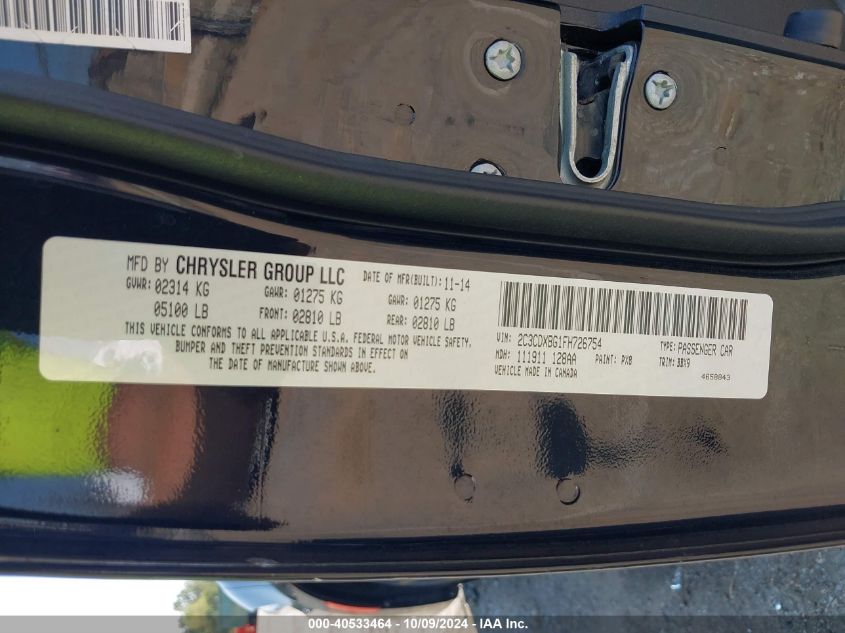 MFD BY CHRYSLER GROUP LLC
DATE OF MFR(BUILT): 11-14
GVWR: 02314 KG
GAWR: 01275 KG
GAWR: 01275 KG
05100 LB
FRONT: 02810 LB
REAR: 02810 LB
THIS VEHICLE CONFORMS TO ALL APPLICABLE U.S.A. FEDERAL MOTOR VEHICLE SAFETY,
BUMPER AND THEFT PREVENTION STANDARDS IN EFFECT ON
THE DATE OF MANUFACTURE SHOWN ABOVE.
VIN: 2C3CDXBG1FH726754
TYPE: PASSENGER CAR
MDH: 111911 128AA
PAINT: PX8
TRIM: 3BX9
VEHICLE MADE IN CANADA
4658843
000-40533464 - 10/09/2024 - IAA Inc.